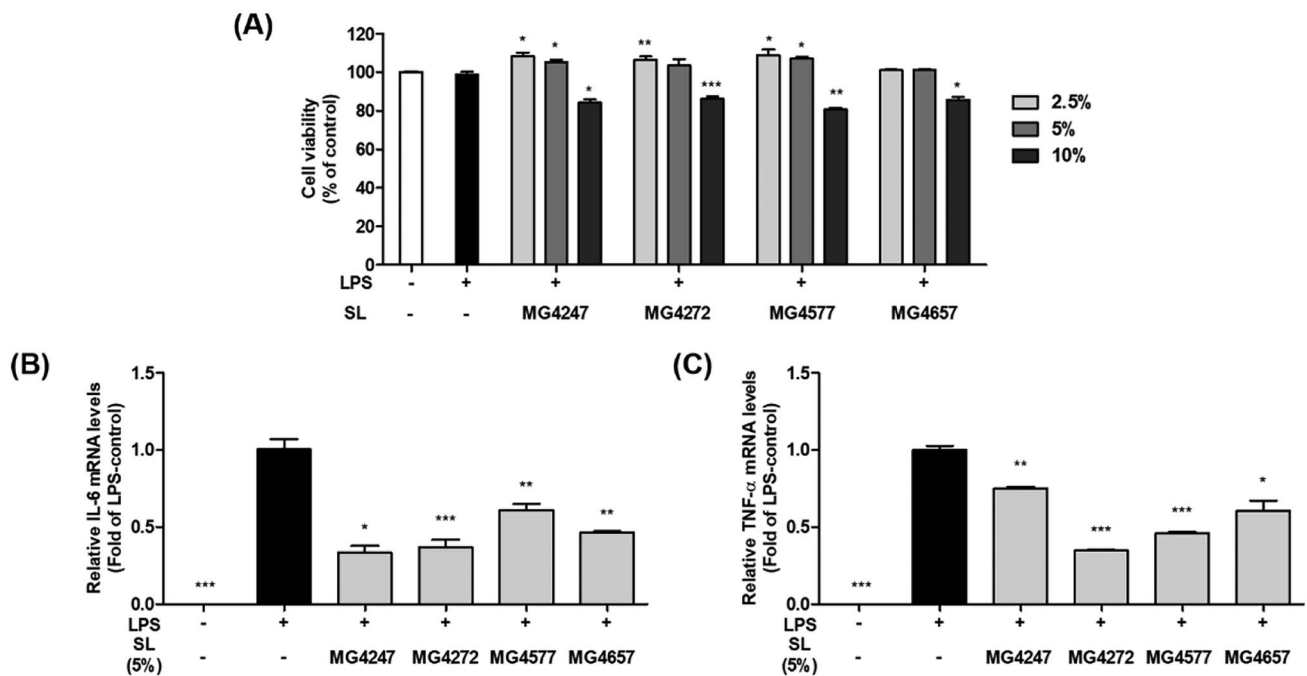 (A)
Cell viability
(% of control)
120
100
80
60
40
20
0
* * * ** *** * * ** *
2.5%
5%
10%
LPS - + + + + +
SL - - MG4247 MG4272 MG4577 MG4657
(B)
Relative IL-6 mRNA levels
(Fold of LPS-control)
1.5
1.0
0.5
0.0
*** * *** ** **
LPS - + + + + +
SL
(5%) - - MG4247 MG4272 MG4577 MG4657
(C)
Relative TNF-α mRNA levels
(Fold of LPS-control)
1.5
1.0
0.5
0.0
*** ** *** *** *
LPS - + + + + +
SL
(5%) - - MG4247 MG4272 MG4577 MG4657